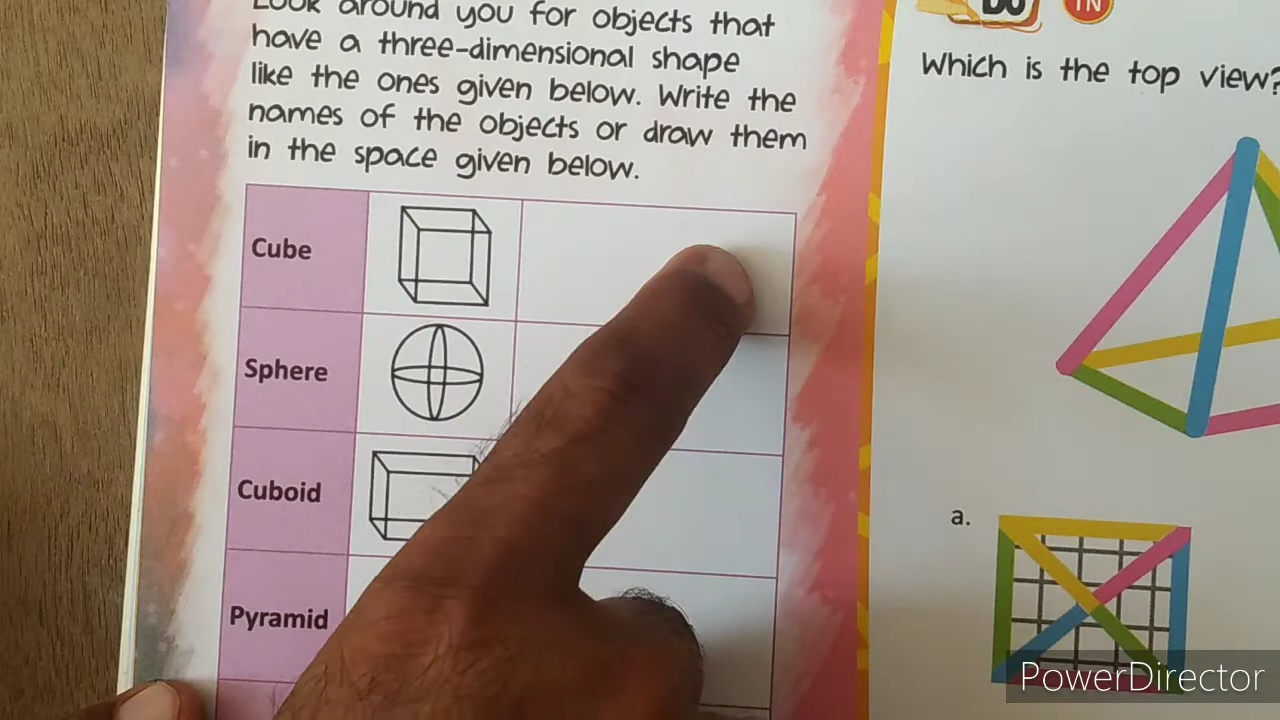 Look around you for objects that
have a three-dimensional shape
like the ones given below. Write the
names of the objects or draw them
in the space given below.
Cube
Sphere
Cuboid
Pyramid
DO
IN
Which is the top view?
a.
PowerDirector